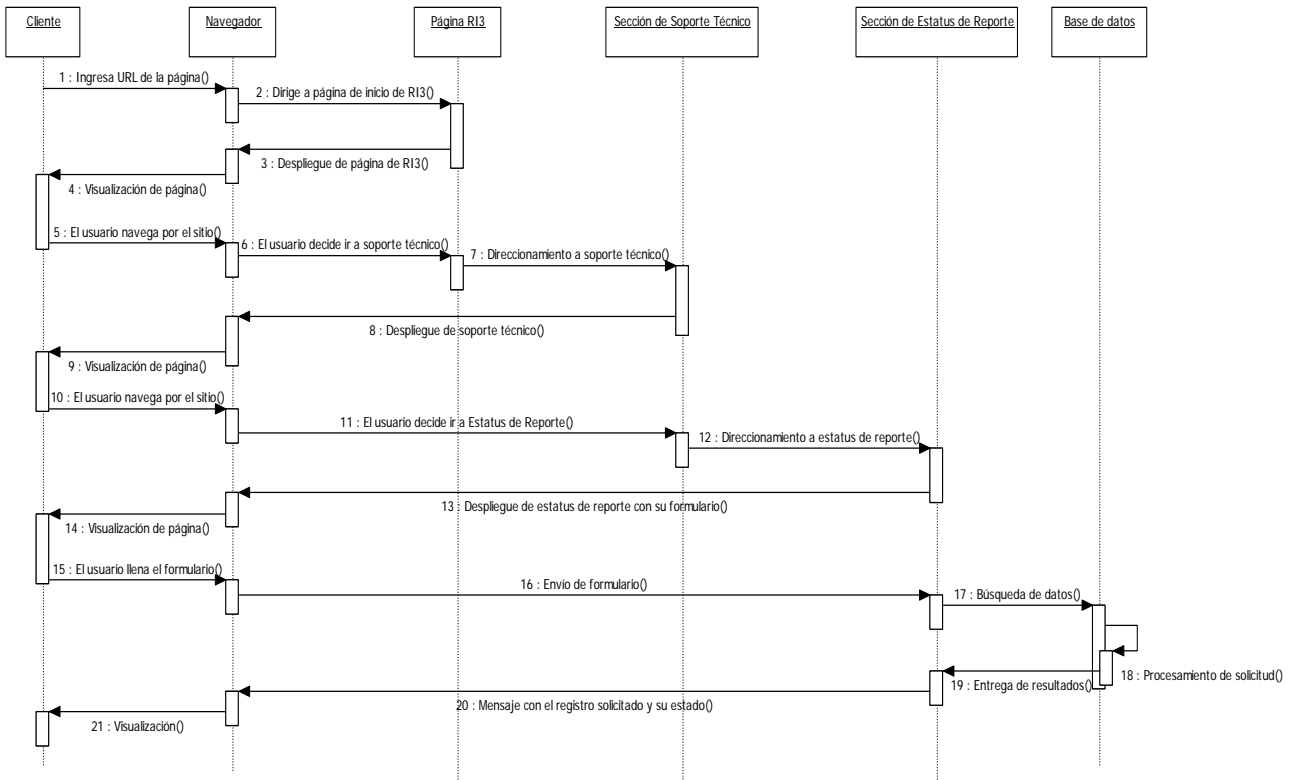 Cliente
Navegador
Página RI3
Sección de Soporte Técnico
Sección de Estatus de Reporte
Base de datos
1 : Ingresa URL de la página()
2 : Dirige a página de inicio de RI3()
3 : Despliegue de página de RI3()
4 : Visualización de página()
5 : El usuario navega por el sitio()
6 : El usuario decide ir a soporte técnico()
7 : Direccionamiento a soporte técnico()
8 : Despliegue de soporte técnico()
9 : Visualización de página()
10 : El usuario navega por el sitio()
11 : El usuario decide ir a Estatus de Reporte()
12 : Direccionamiento a estatus de reporte()
13 : Despliegue de estatus de reporte con su formulario()
14 : Visualización de página()
15 : El usuario llena el formulario()
16 : Envío de formulario()
17 : Búsqueda de datos()
18 : Procesamiento de solicitud()
19 : Entrega de resultados()
20 : Mensaje con el registro solicitado y su estado()
21 : Visualización()